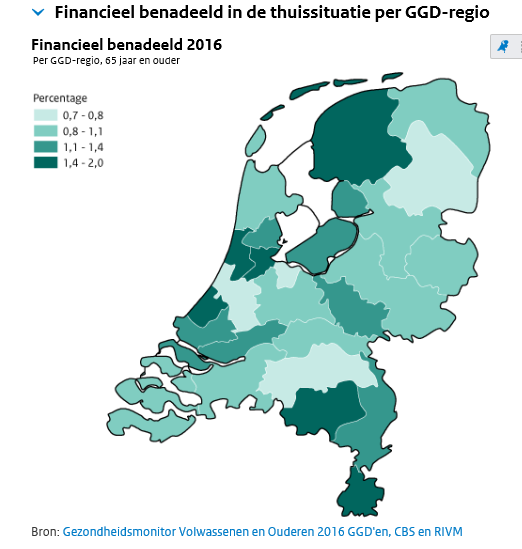 Financieel benadeeld in de thuissituatie per GGD-regio
Financieel benadeeld 2016
Per GGD-regio, 65 jaar en ouder
Percentage
0,7 - 0,8
0,8 - 1,1
1,1 - 1,4
1,4 - 2,0
Bron: Gezondheidsmonitor Volwassenen en Ouderen 2016 GGD'en, CBS en RIVM